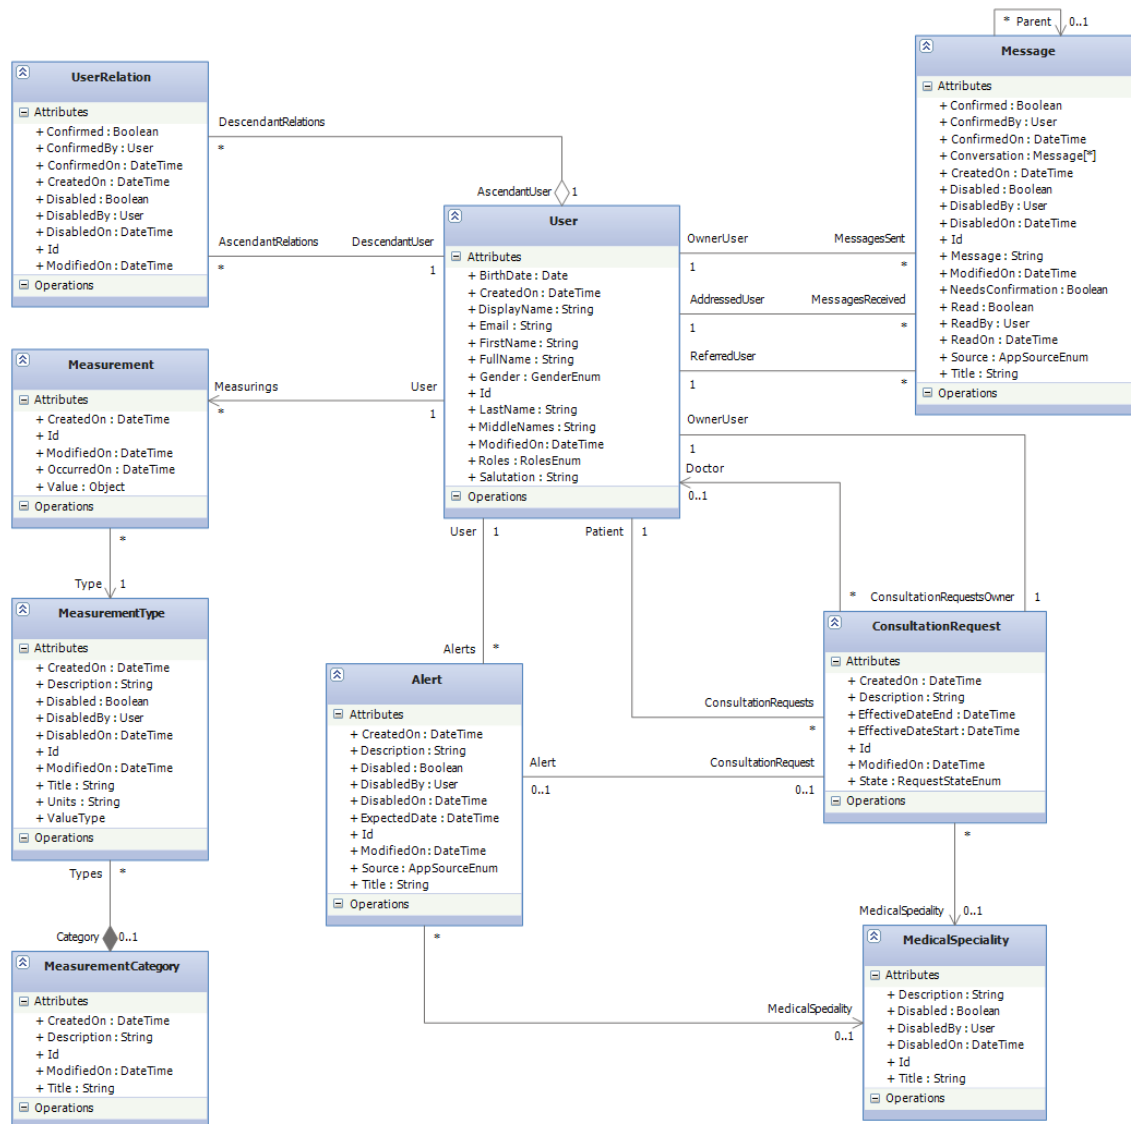 * Parent 0..1
Message
Attributes
+ Confirmed : Boolean
+ ConfirmedBy : User
+ ConfirmedOn : DateTime
+ Conversation : Message[*]
+ CreatedOn : DateTime
+ Disabled : Boolean
+ DisabledBy : User
+ DisabledOn : DateTime
+ Id
+ Message : String
+ ModifiedOn : DateTime
+ NeedsConfirmation : Boolean
+ Read : Boolean
+ ReadBy : User
+ ReadOn : DateTime
+ Source : AppSourceEnum
+ Title : String
Operations
UserRelation
Attributes
+ Confirmed : Boolean
+ ConfirmedBy : User
+ ConfirmedOn : DateTime
+ CreatedOn : DateTime
+ Disabled : Boolean
+ DisabledBy : User
+ DisabledOn : DateTime
+ Id
+ ModifiedOn : DateTime
Operations
DescendantRelations
*
AscendantUser 1
AscendantRelations DescendantUser
* 1
User
Attributes
+ BirthDate : Date
+ CreatedOn : DateTime
+ DisplayName : String
+ Email : String
+ FirstName : String
+ FullName : String
+ Gender : GenderEnum
+ Id
+ LastName : String
+ MiddleNames : String
+ ModifiedOn : DateTime
+ Roles : RolesEnum
+ Salutation : String
Operations
OwnerUser MessagesSent
1 *
AddressedUser MessagesReceived
1 *
ReferredUser
1 *
OwnerUser
1
Doctor
0..1
Measurement
Attributes
+ CreatedOn : DateTime
+ Id
+ ModifiedOn : DateTime
+ OccurredOn : DateTime
+ Value : Object
Operations
Measurings User
* 1
*
Type 1
MeasurementType
Attributes
+ CreatedOn : DateTime
+ Description : String
+ Disabled : Boolean
+ DisabledBy : User
+ DisabledOn : DateTime
+ Id
+ ModifiedOn : DateTime
+ Title : String
+ Units : String
+ ValueType
Operations
Types *
Category 0..1
MeasurementCategory
Attributes
+ CreatedOn : DateTime
+ Description : String
+ Id
+ ModifiedOn : DateTime
+ Title : String
Operations
User 1
Patient 1
Alerts *
Alert
Attributes
+ CreatedOn : DateTime
+ Description : String
+ Disabled : Boolean
+ DisabledBy : User
+ DisabledOn : DateTime
+ ExpectedDate : DateTime
+ Id
+ ModifiedOn : DateTime
+ Source : AppSourceEnum
+ Title : String
Operations
* ConsultationRequestsOwner 1
ConsultationRequest
Attributes
+ CreatedOn : DateTime
+ Description : String
+ EffectiveDateEnd : DateTime
+ EffectiveDateStart : DateTime
+ Id
+ ModifiedOn : DateTime
+ State : RequestStateEnum
Operations
ConsultationRequests
*
Alert ConsultationRequest
0..1 0..1
*
MedicalSpeciality 0..1
*
MedicalSpeciality
0..1
MedicalSpeciality
Attributes
+ Description : String
+ Disabled : Boolean
+ DisabledBy : User
+ DisabledOn : DateTime
+ Id
+ Title : String
Operations